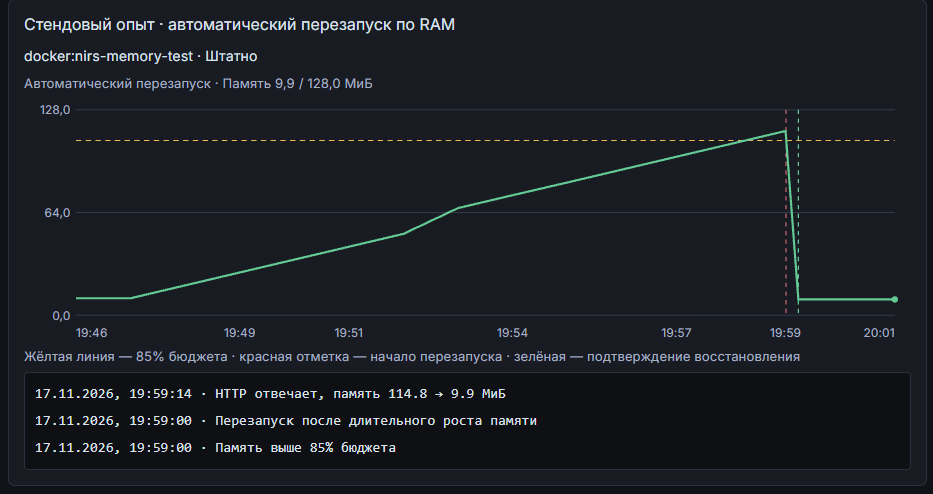 Стендовый опыт · автоматический перезапуск по RAM
docker:nirs-memory-test · Штатно
Автоматический перезапуск · Память 9,9 / 128,0 МиБ
128,0
64,0
0,0
19:46 19:49 19:51 19:54 19:57 19:59 20:01
Жёлтая линия — 85% бюджета · красная отметка — начало перезапуска · зелёная — подтверждение восстановления
17.11.2026, 19:59:14 · HTTP отвечает, память 114.8 → 9.9 МиБ
17.11.2026, 19:59:00 · Перезапуск после длительного роста памяти
17.11.2026, 19:59:00 · Память выше 85% бюджета